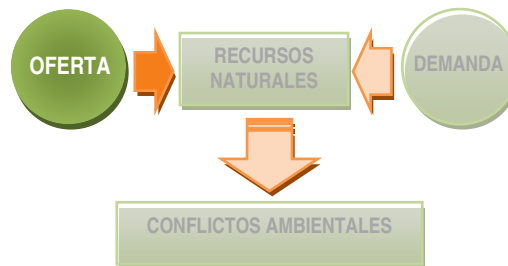 OFERTA
RECURSOS
NATURALES
DEMANDA
CONFLICTOS AMBIENTALES